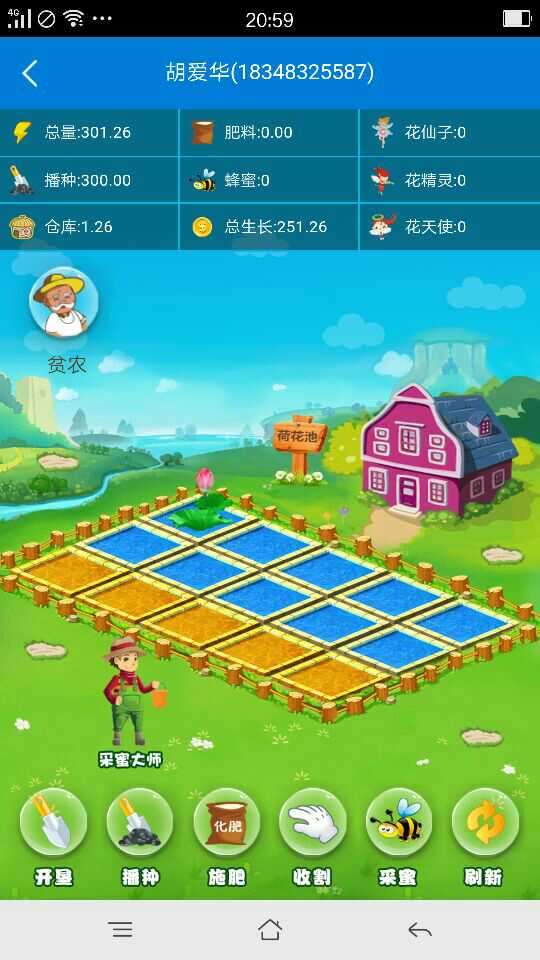 4G
20:59
胡爱华(18348325587)
总量:301.26
肥料:0.00
花仙子:0
播种:300.00
蜂蜜:0
花精灵:0
仓库:1.26
总生长:251.26
花天使:0
贫农
荷花池
采蜜大师
化肥
开垦
播种
施肥
收割
采蜜
刷新